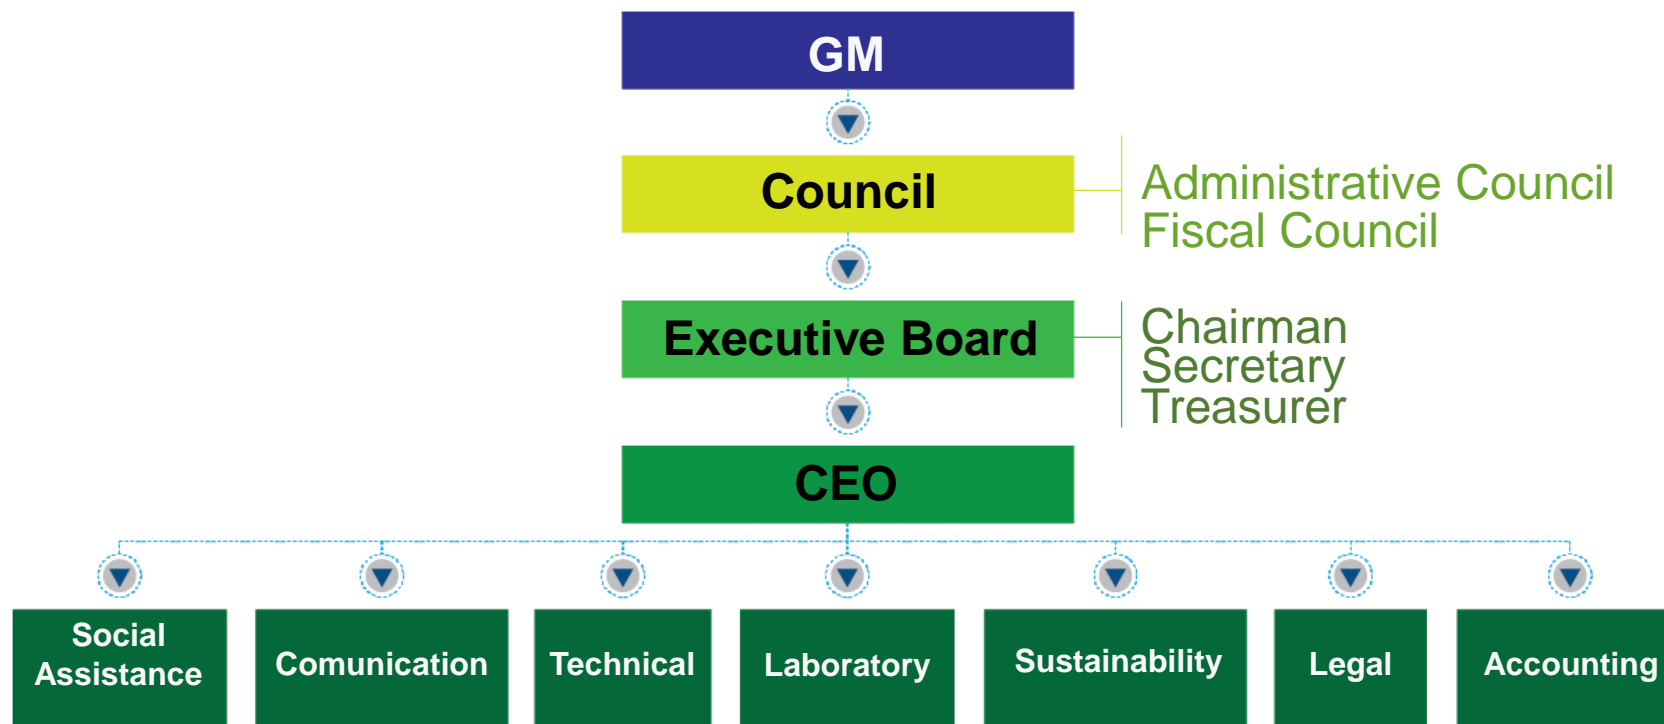 GM
Council
Administrative Council
Fiscal Council
Executive Board
Chairman
Secretary
Treasurer
CEO
Social
Assistance
Comunication
Technical
Laboratory
Sustainability
Legal
Accounting